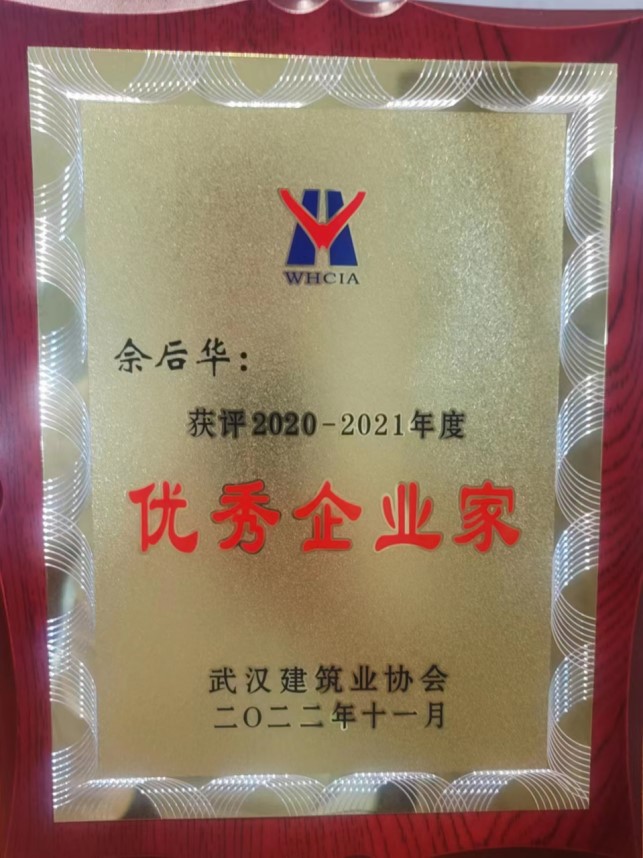 WHCIA
佘后华：
获评2020-2021年度
优秀企业家
武汉建筑业协会
二〇二二年十一月